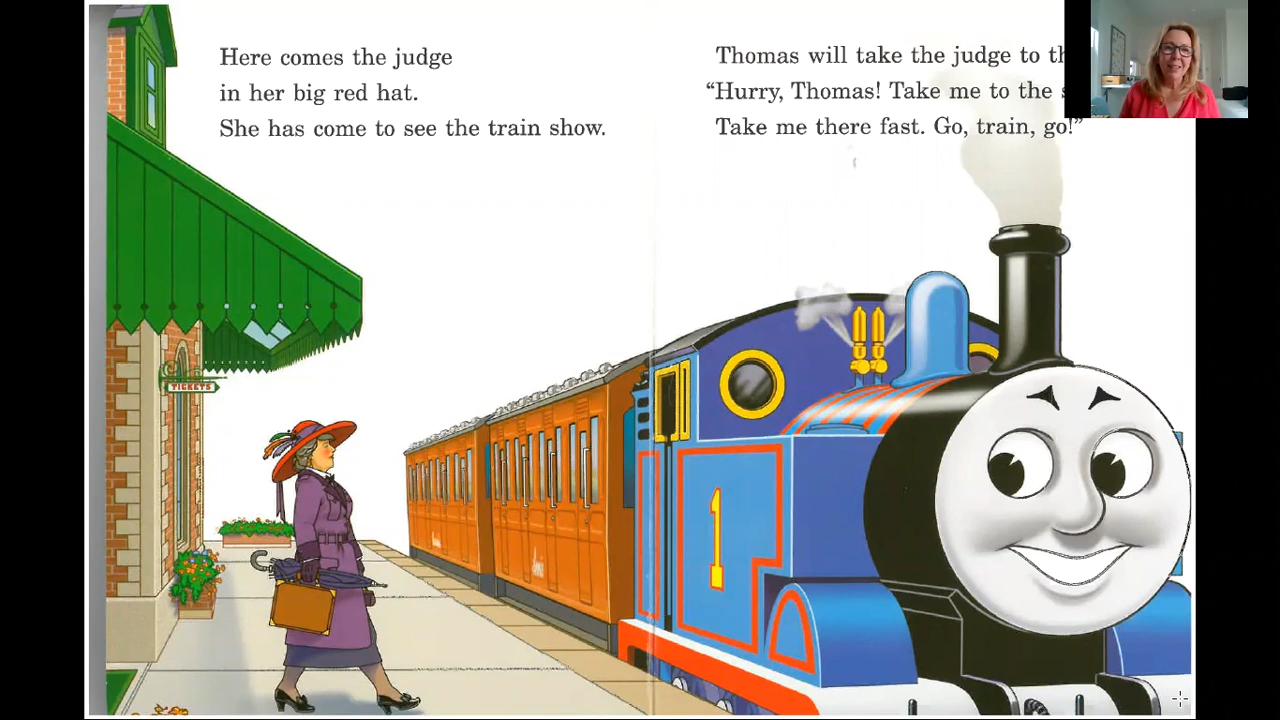 Here comes the judge
in her big red hat.
She has come to see the train show.
Thomas will take the judge to
“Hurry, Thomas! Take me to the
Take me there fast. Go, train, go!”
TICKETS
1